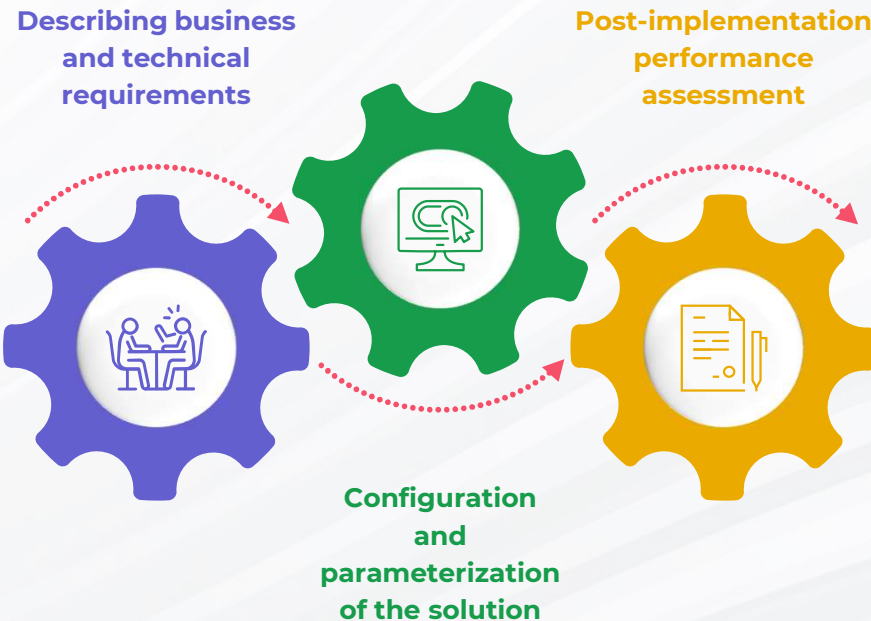 Describing business
and technical
requirements
Post-implementation
performance
assessment
Configuration
and
parameterization
of the solution